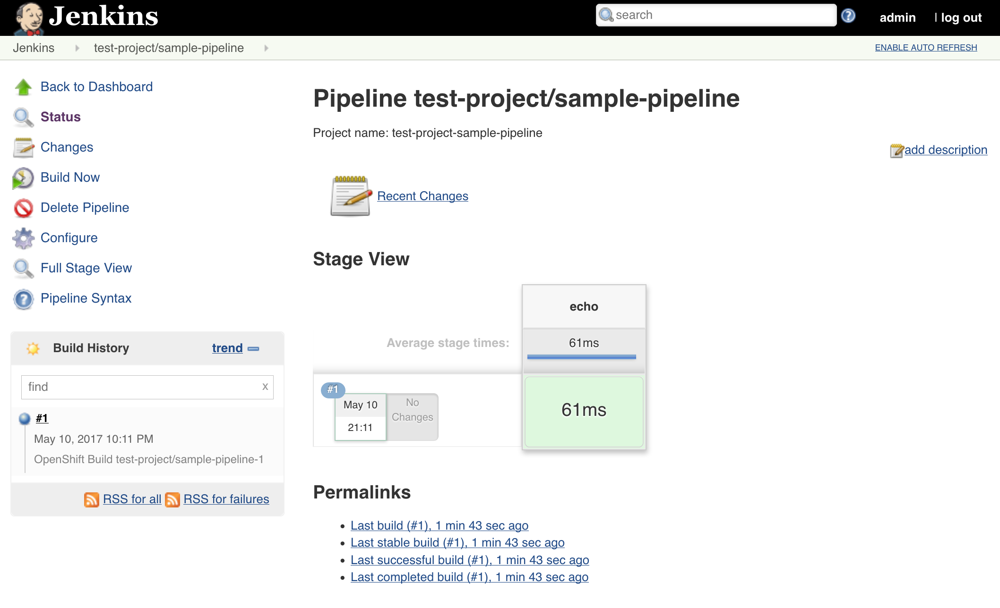 Jenkins
search
admin
| log out
Jenkins
test-project/sample-pipeline
ENABLE AUTO REFRESH
Back to Dashboard
Status
Changes
Build Now
Delete Pipeline
Configure
Full Stage View
Pipeline Syntax
Build History
trend
find
x
#1
May 10, 2017 10:11 PM
OpenShift Build test-project/sample-pipeline-1
RSS for all
RSS for failures
Pipeline test-project/sample-pipeline
Project name: test-project-sample-pipeline
add description
Recent Changes
Stage View
echo
Average stage times:
61ms
#1
May 10
21:11
No
Changes
61ms
Permalinks
Last build (#1), 1 min 43 sec ago
Last stable build (#1), 1 min 43 sec ago
Last successful build (#1), 1 min 43 sec ago
Last completed build (#1), 1 min 43 sec ago